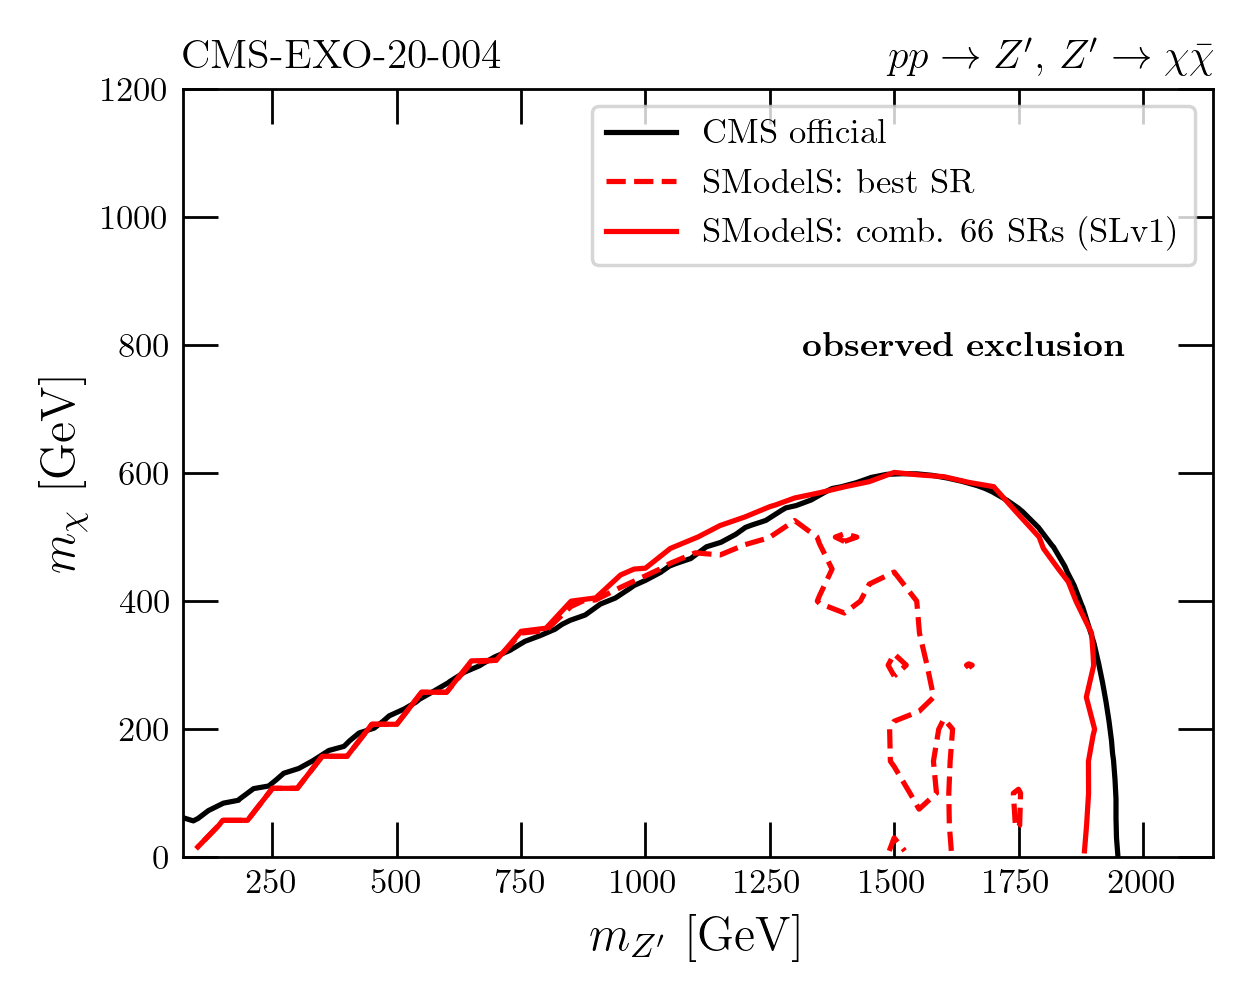 CMS-EXO-20-004
pp → Z′, Z′ → χχ̄
1200
1000
800
600
400
200
0
CMS official
SModelS: best SR
SModelS: comb. 66 SRs (SLv1)
observed exclusion
m_χ [GeV]
250 500 750 1000 1250 1500 1750 2000
m_Z′ [GeV]